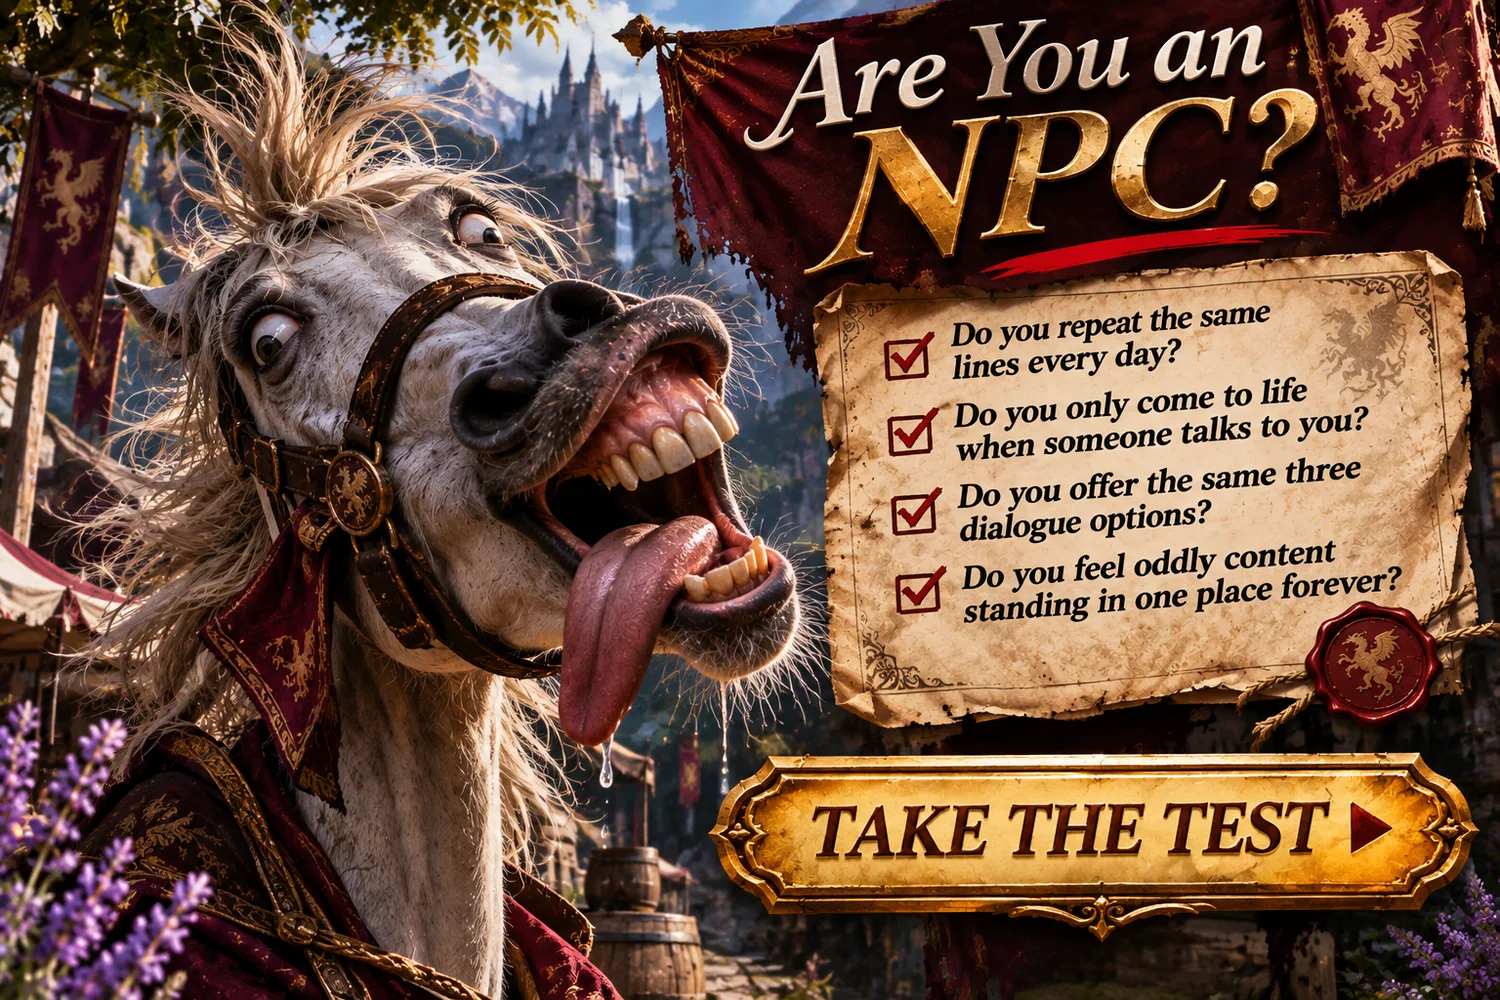 Are You an
NPC?
Do you repeat the same
lines every day?
Do you only come to life
when someone talks to you?
Do you offer the same three
dialogue options?
Do you feel oddly content
standing in one place forever?
TAKE THE TEST